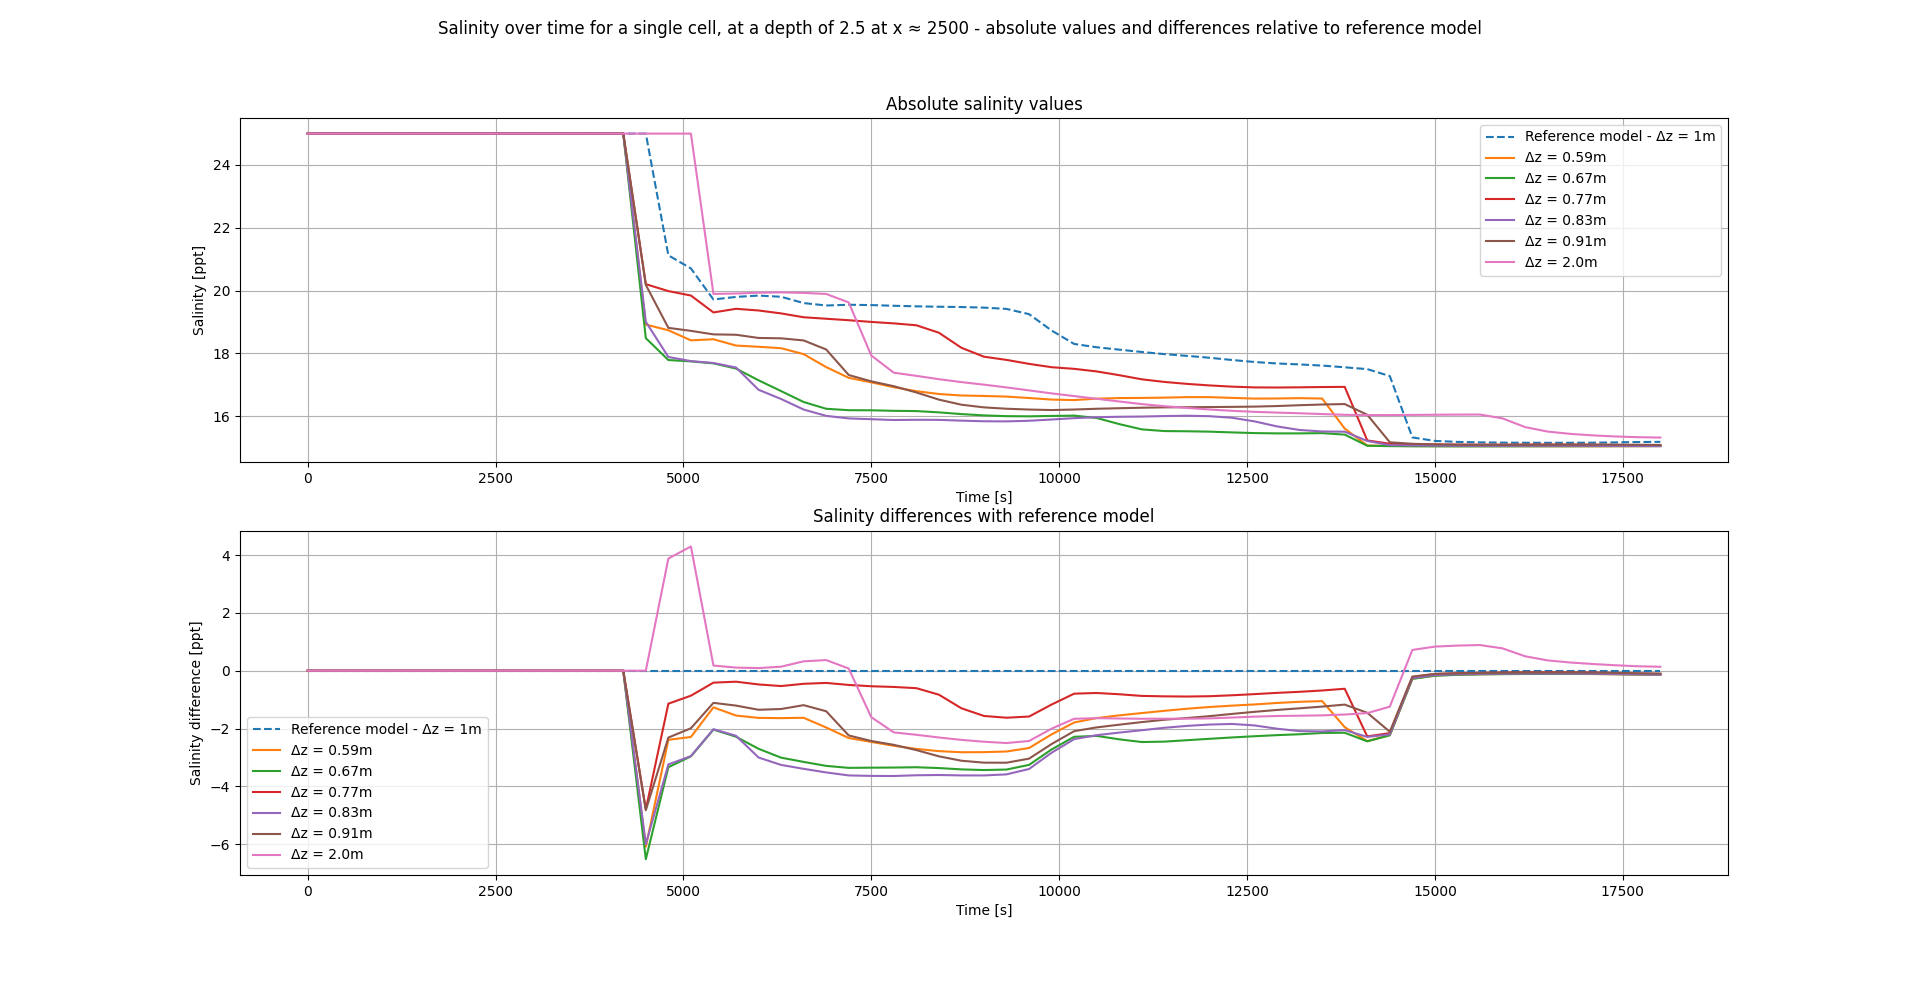 Salinity over time for a single cell, at a depth of 2.5 at x ≈ 2500 - absolute values and differences relative to reference model
Absolute salinity values
Salinity [ppt]
24
22
20
18
16
Reference model - Δz = 1m
Δz = 0.59m
Δz = 0.67m
Δz = 0.77m
Δz = 0.83m
Δz = 0.91m
Δz = 2.0m
0 2500 5000 7500 10000 12500 15000 17500
Time [s]
Salinity differences with reference model
Salinity difference [ppt]
4
2
0
−2
−4
−6
Reference model - Δz = 1m
Δz = 0.59m
Δz = 0.67m
Δz = 0.77m
Δz = 0.83m
Δz = 0.91m
Δz = 2.0m
0 2500 5000 7500 10000 12500 15000 17500
Time [s]